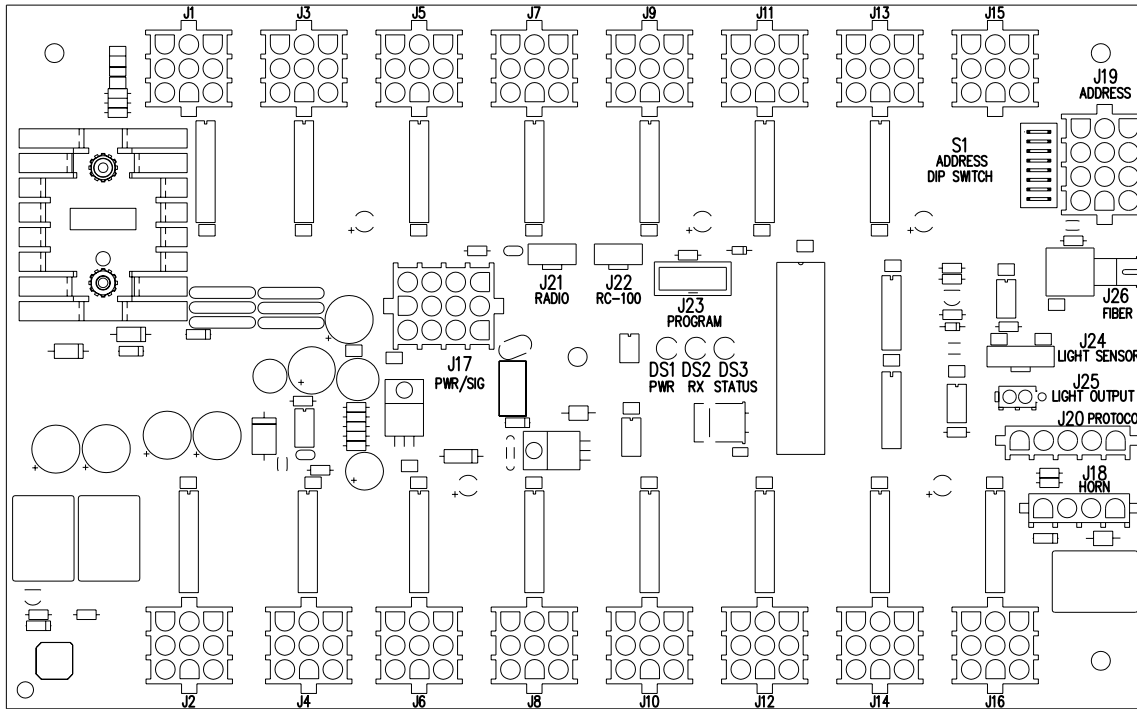 J1 J3 J5 J7 J9 J11 J13 J15
J19
ADDRESS
S1
ADDRESS
DIP SWITCH
J21
RADIO
J22
RC-100
J23
PROGRAM
J26
FIBER
J17
PWR/SIG
DS1 DS2 DS3
PWR RX STATUS
J24
LIGHT SENSOR
J25
LIGHT OUTPUT
J20 PROTOCO
J18
HORN
+
+
+
+
+
+
+
+
+
+
+
+
J2 J4 J6 J8 J10 J12 J14 J16